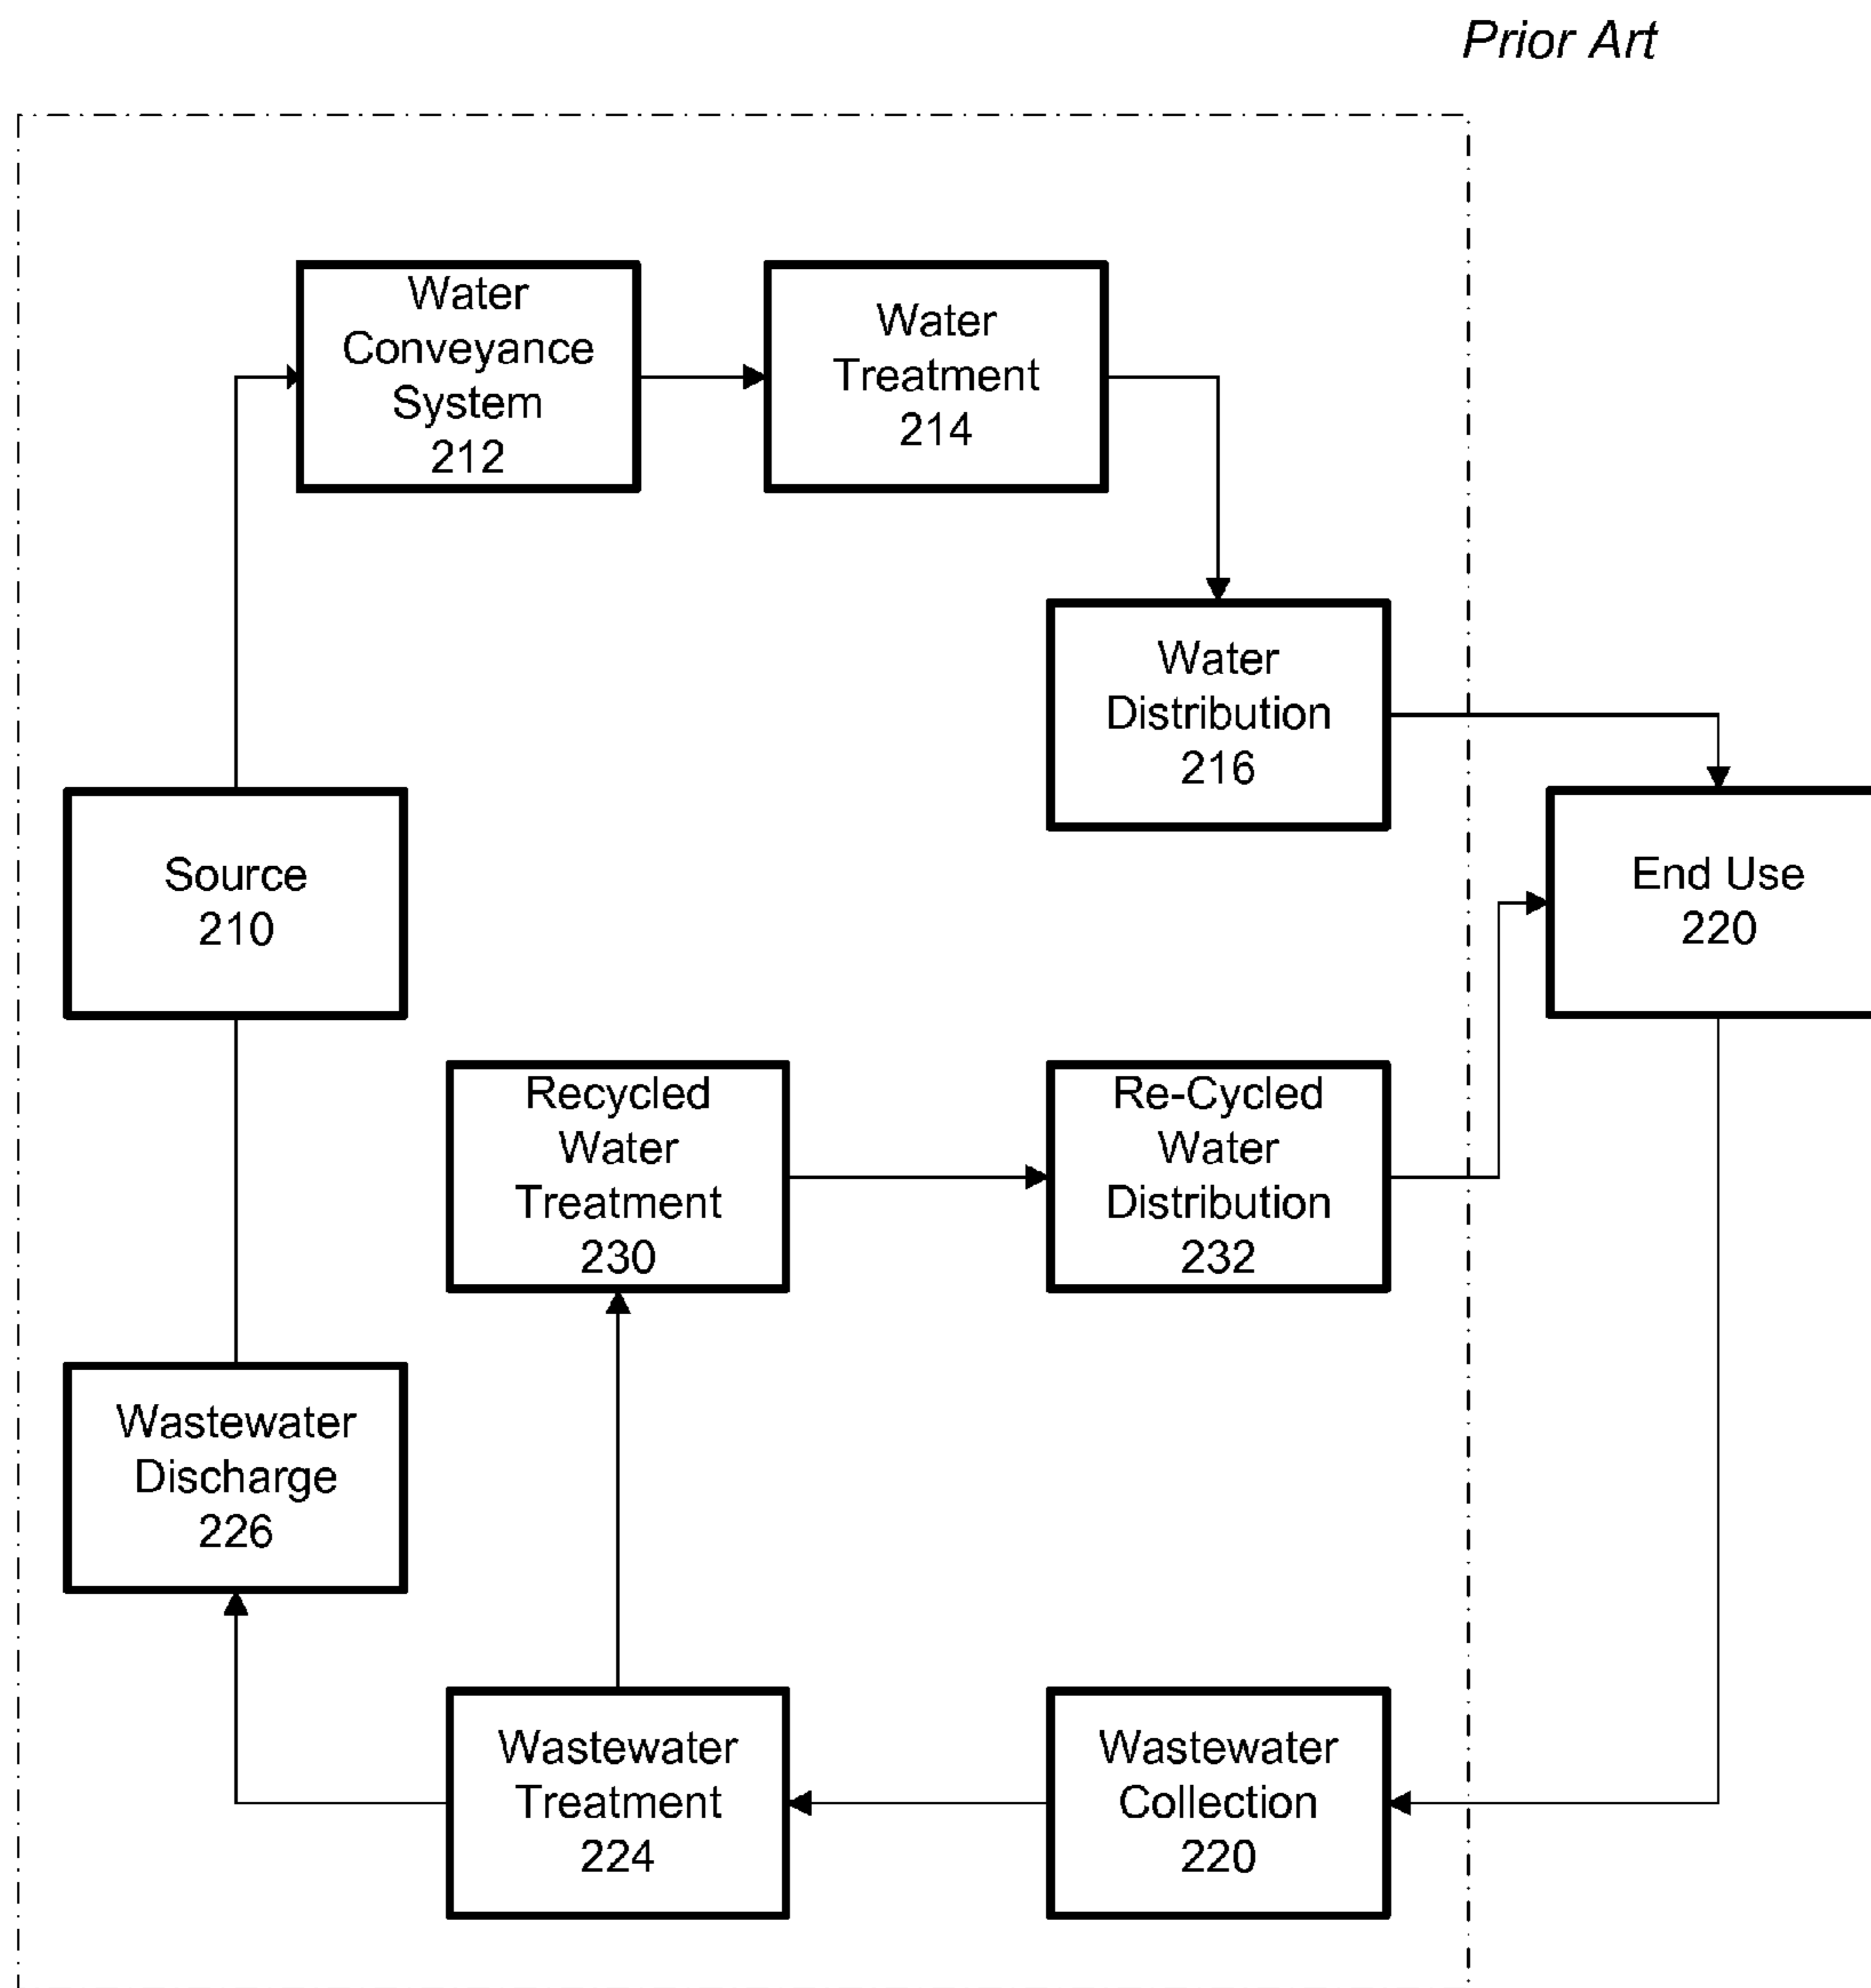 Prior Art
Water
Conveyance
System
212
Water
Treatment
214
Water
Distribution
216
Source
210
End Use
220
Recycled
Water
Treatment
230
Re-Cycled
Water
Distribution
232
Wastewater
Discharge
226
Wastewater
Treatment
224
Wastewater
Collection
220